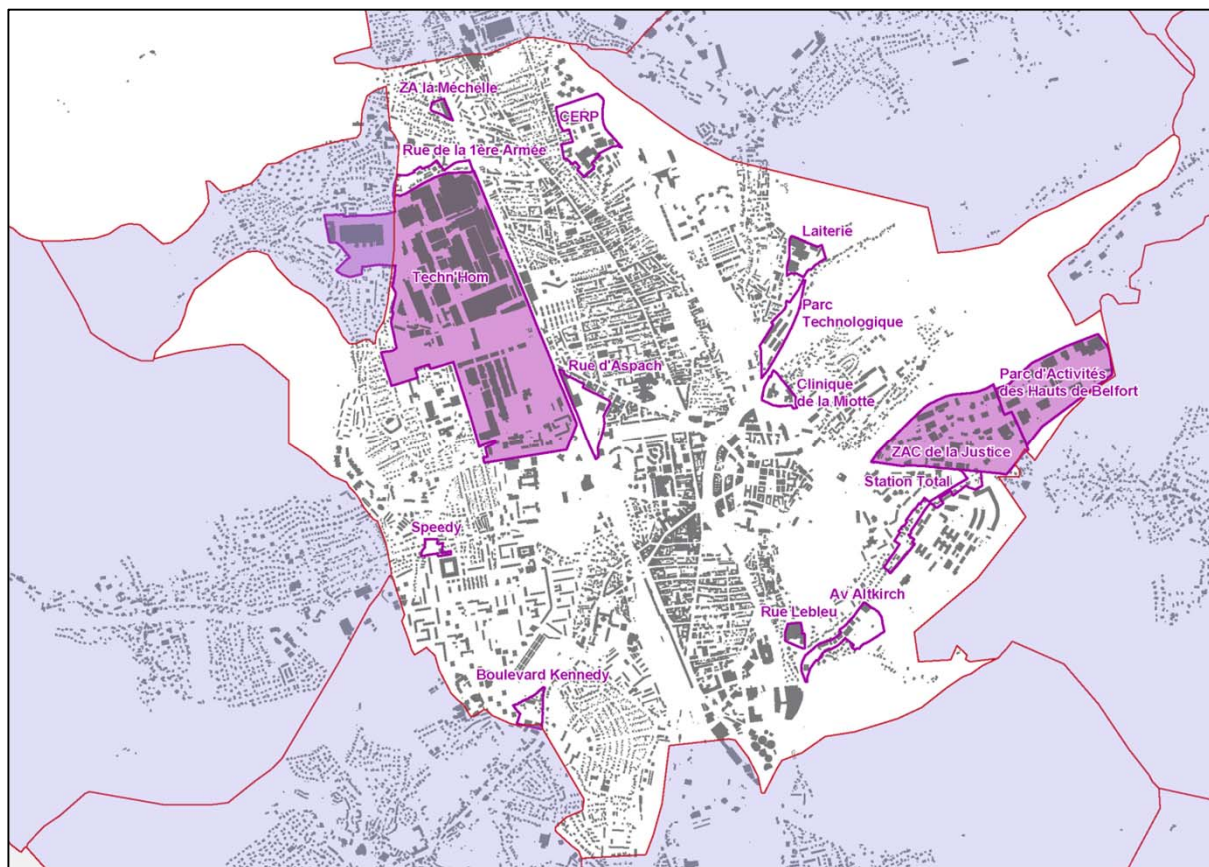 ZA la Méchelle
CERP
Rue de la 1ère Armée
Laiterie
Techn'Hom
Parc
Technologique
Rue d'Aspach
Clinique
de la Miotte
Parc d'Activités
des Hauts de Belfort
ZAC de la Justice
Station Total
Speedy
Av Altkirch
Rue Lebleu
Boulevard Kennedy